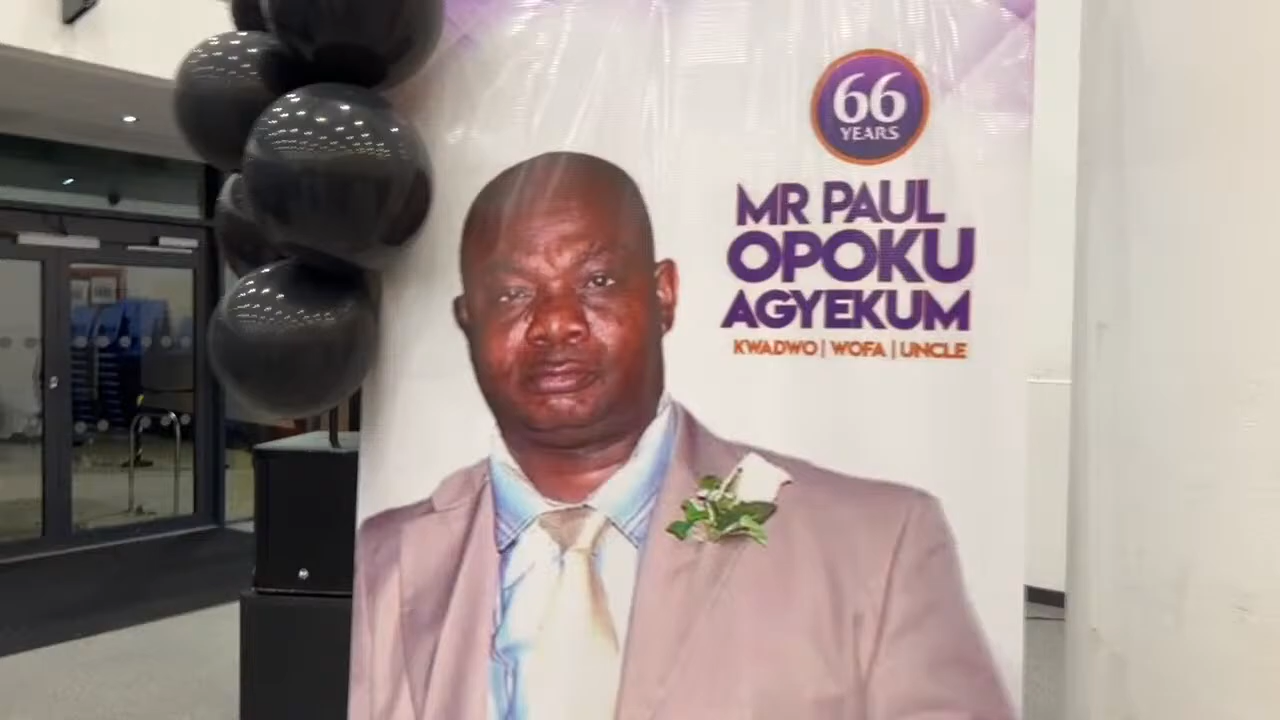 66
YEARS
MR PAUL
OPOKU
AGYEKUM
KWADWO | WOFA | UNCLE